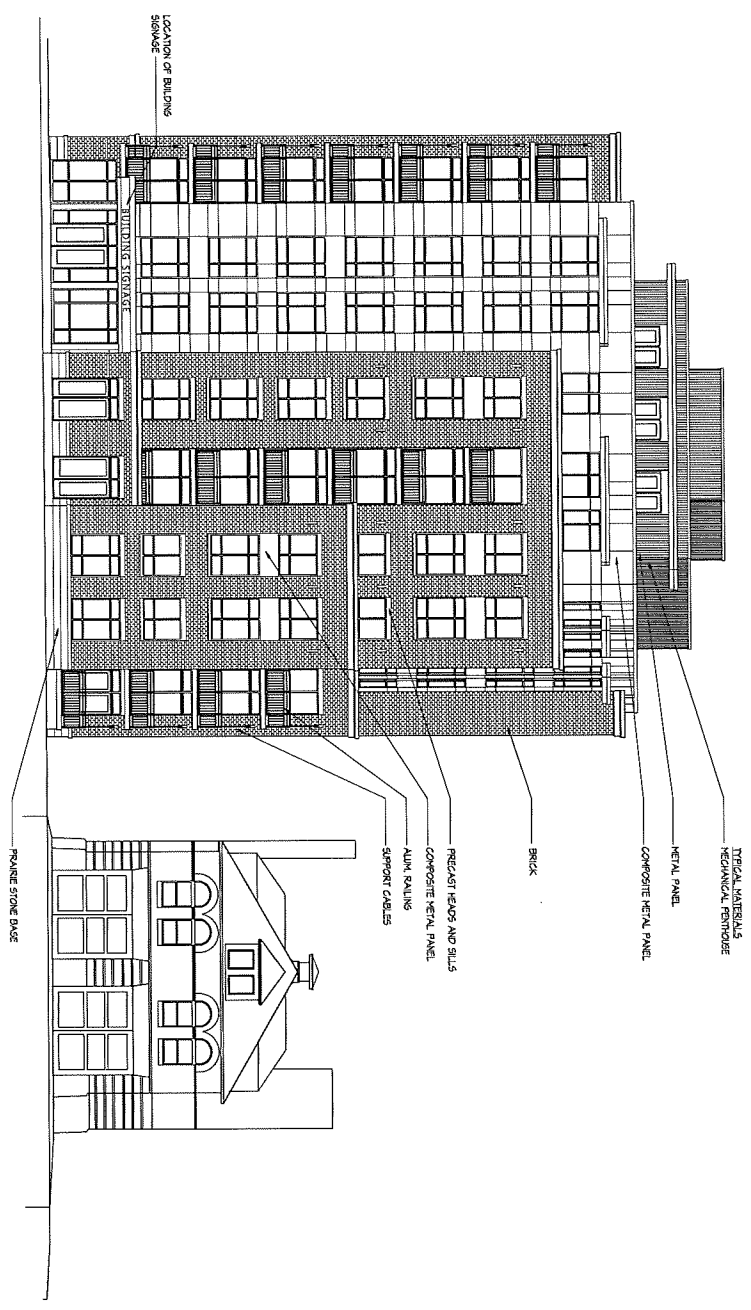 TYPICAL MATERIALS
MECHANICAL PENTHOUSE
METAL PANEL
COMPOSITE METAL PANEL
BRICK
PRECAST HEADS AND SILLS
COMPOSITE METAL PANEL
ALUM. RAILING
SUPPORT CABLES
LOCATION OF BUILDING
SIGNAGE
BUILDING SIGNAGE
PRAIRIE STONE BASE